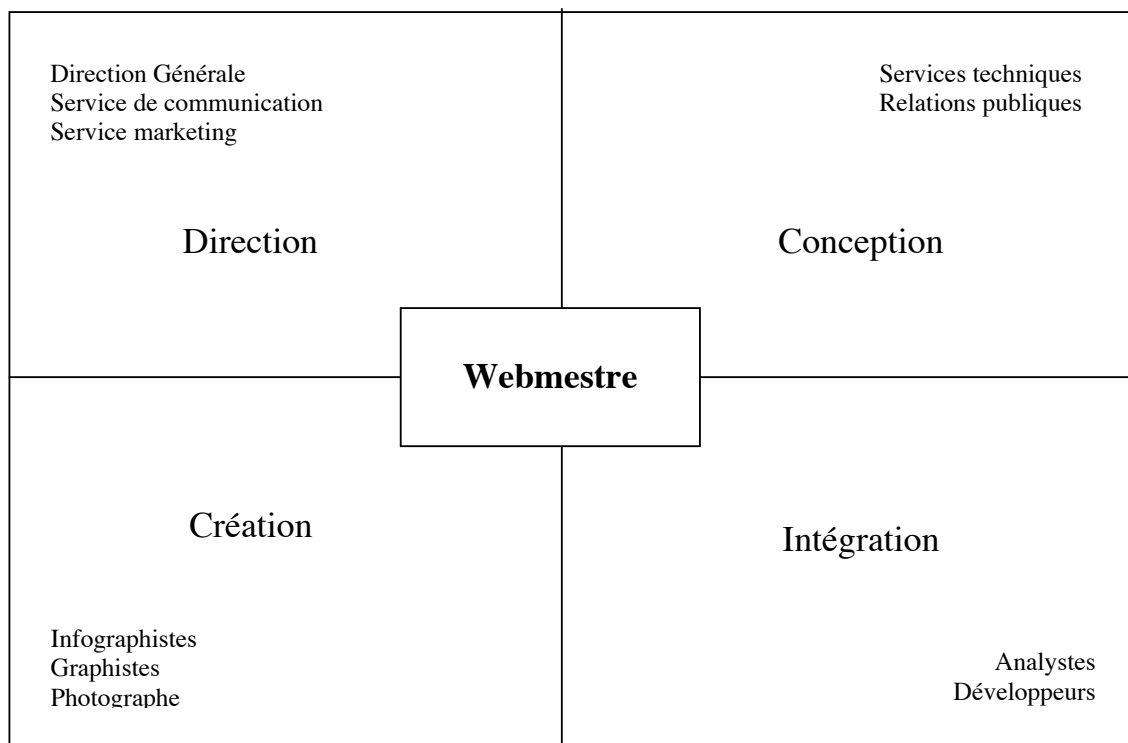 Direction Générale
Service de communication
Service marketing
Services techniques
Relations publiques
Direction
Conception
Webmestre
Création
Intégration
Infographistes
Graphistes
Photographe
Analystes
Développeurs